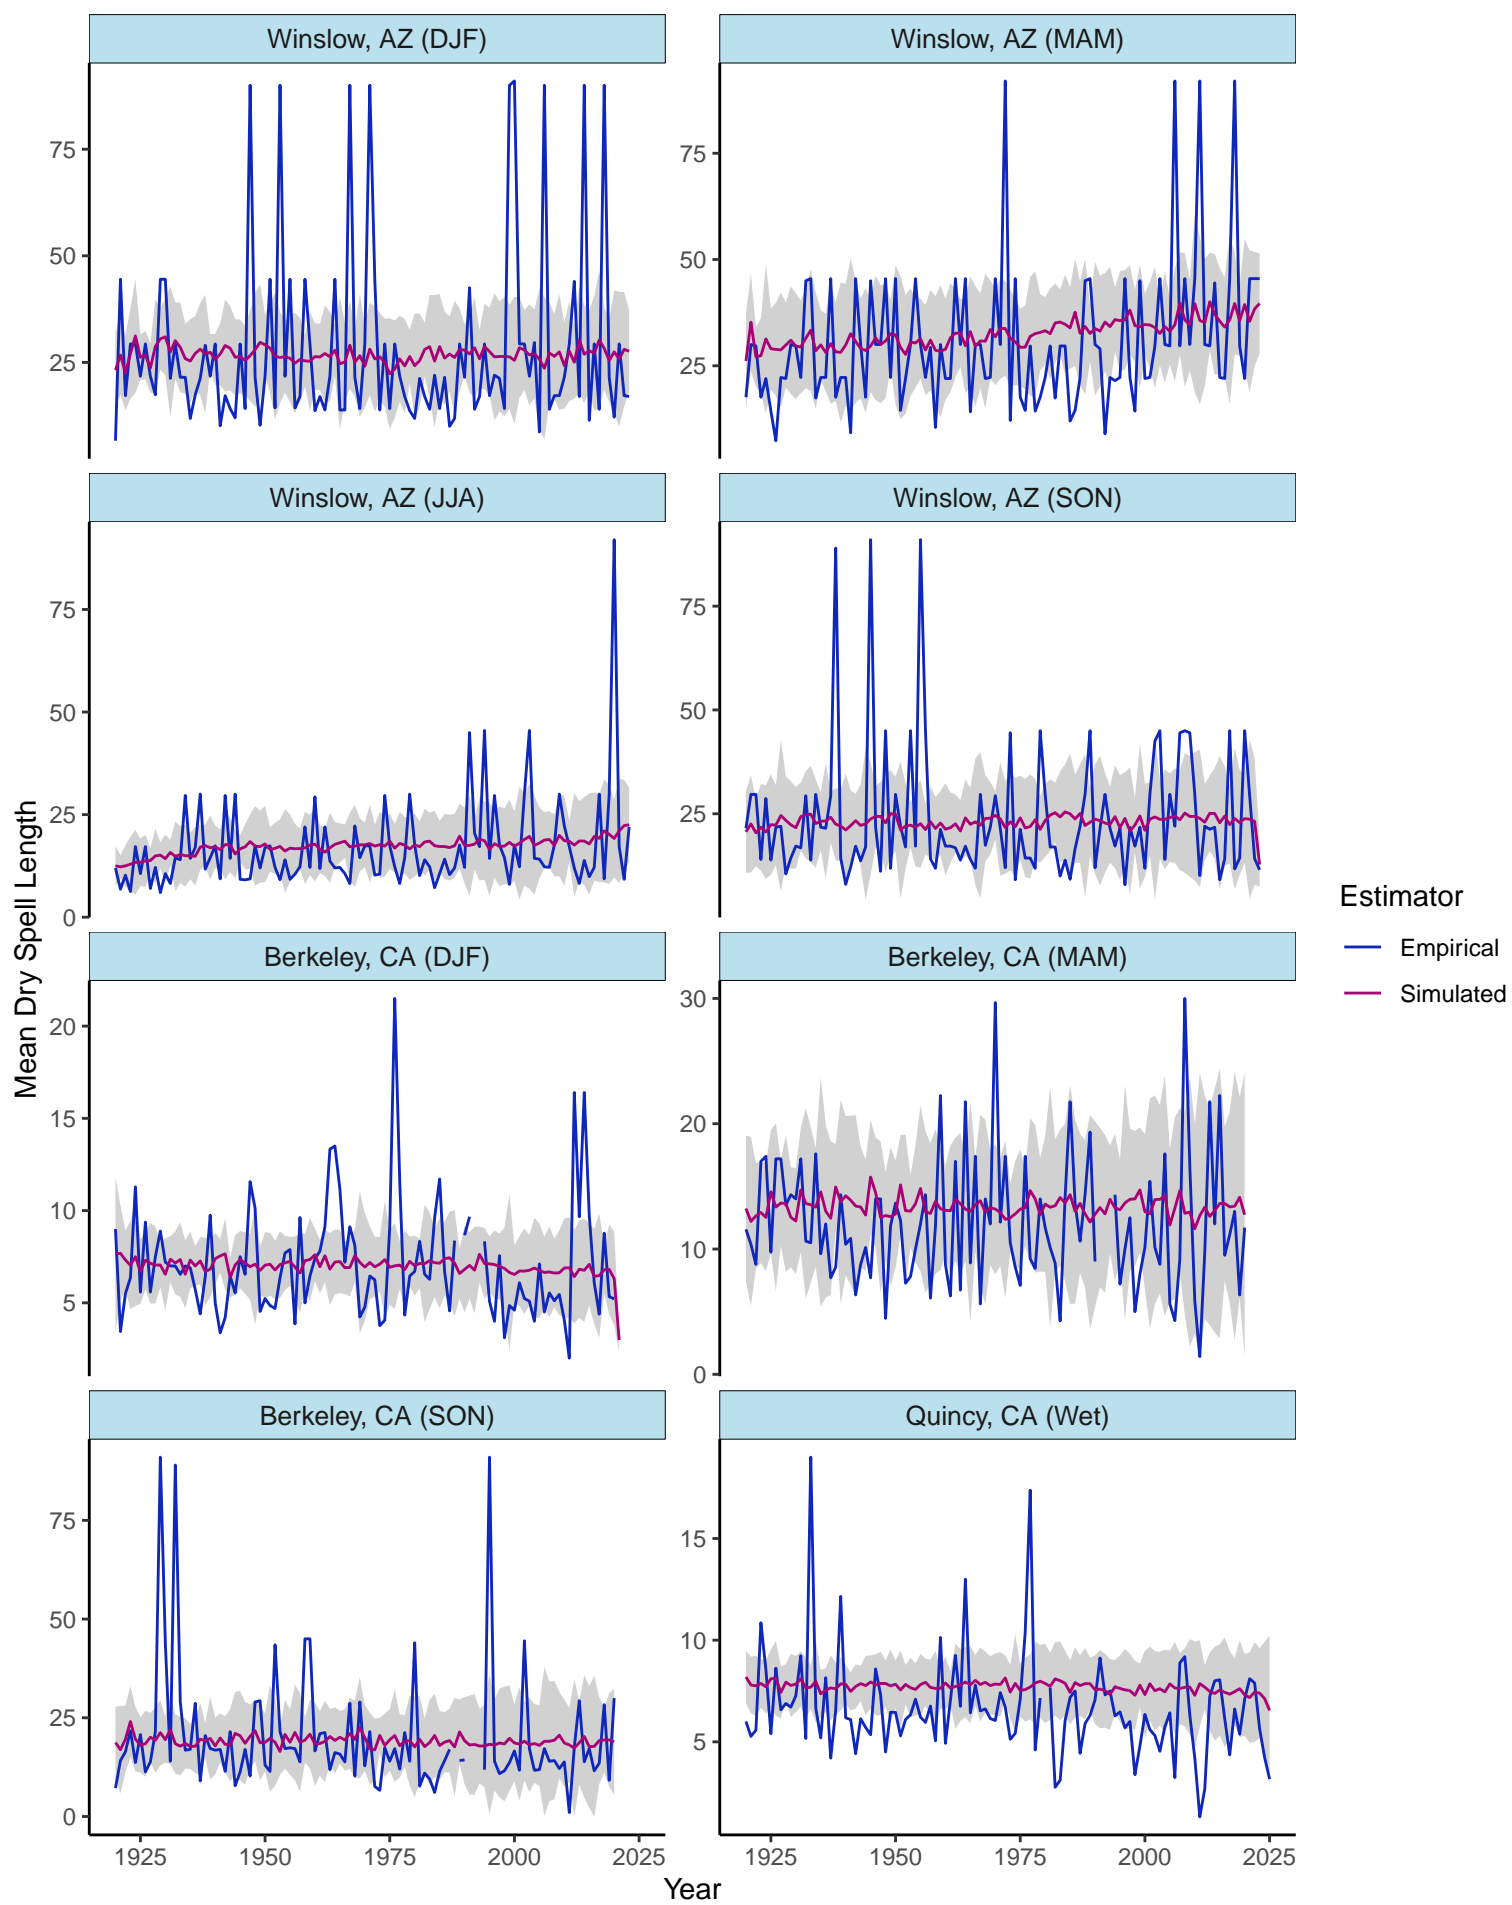 Winslow, AZ (DJF)
Winslow, AZ (MAM)
75
50
25
75
50
25
Winslow, AZ (JJA)
Winslow, AZ (SON)
75
50
25
0
75
50
25
Mean Dry Spell Length
Berkeley, CA (DJF)
Berkeley, CA (MAM)
20
15
10
5
30
20
10
0
Berkeley, CA (SON)
Quincy, CA (Wet)
75
50
25
0
15
10
5
1925 1950 1975 2000 2025
1925 1950 1975 2000 2025
Year
Estimator
Empirical
Simulated